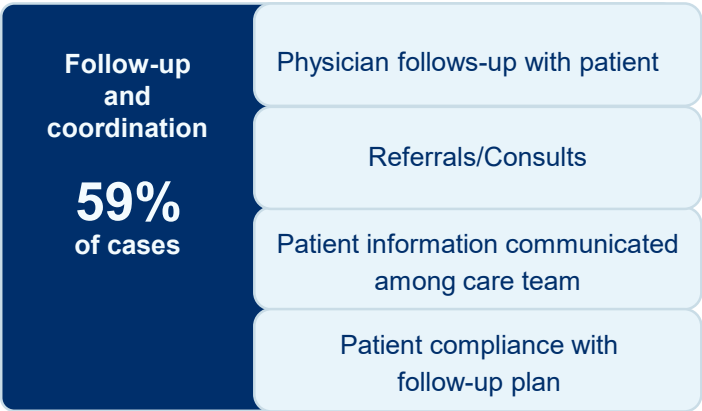 Follow-up
and
coordination
59%
of cases
Physician follows-up with patient
Referrals/Consults
Patient information communicated
among care team
Patient compliance with
follow-up plan